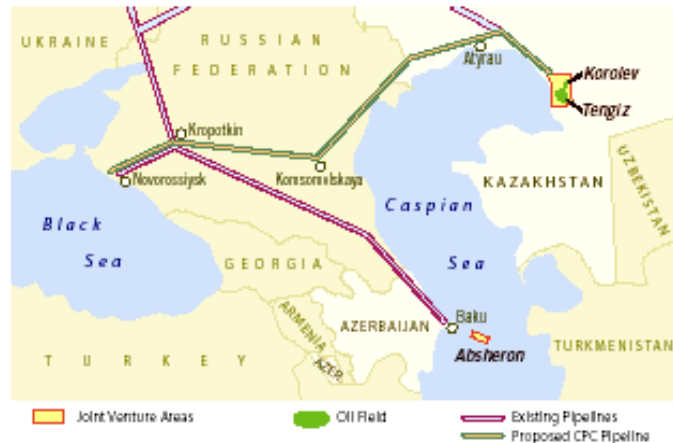 UKRAINE
RUSSIAN
FEDERATION
Atyrau
Korolev
Tengiz
Kropotkin
Novorossiysk
Komsomolskaya
KAZAKHSTAN
UZBEKISTAN
Black
Sea
Caspian
Sea
GEORGIA
ARMENIA
AZER.
AZERBAIJAN
Baku
Absheron
TURKMENISTAN
TURKEY
Joint Venture Areas
Oil Field
Existing Pipelines
Proposed CPC Pipeline